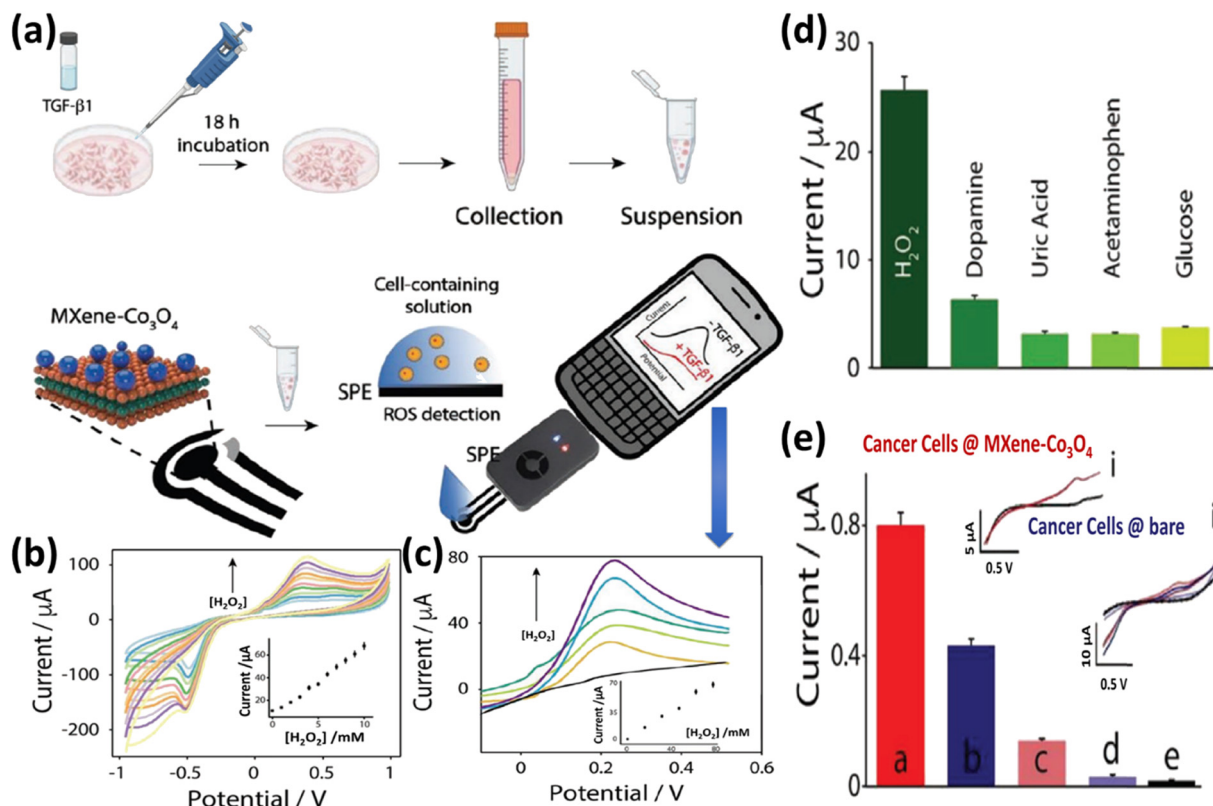 (a)
TGF-β1
18 h
incubation
Collection
Suspension
MXene-Co₃O₄
Cell-containing
solution
SPE
ROS detection
SPE
Current
Potential
-TGF-β1
+TGF-β1
(b)
Current / µA
100
0
-100
-200
[H₂O₂]
Current /µA
60
40
20
0
5
10
[H₂O₂] /mM
-1
-0.5
0
0.5
1
Potential / V
(c)
Current / µA
80
40
0
[H₂O₂]
Current /µA
70
35
0
0
40
80
[H₂O₂] /mM
0
0.2
0.4
0.6
Potential / V
(d)
Current / µA
30
20
10
0
H₂O₂
Dopamine
Uric Acid
Acetaminophen
Glucose
(e)
Cancer Cells @ MXene-Co₃O₄
i
Cancer Cells @ bare
5 µA
0.5 V
10 µA
0.5 V
Current / µA
0.8
0.4
0
a
b
c
d
e